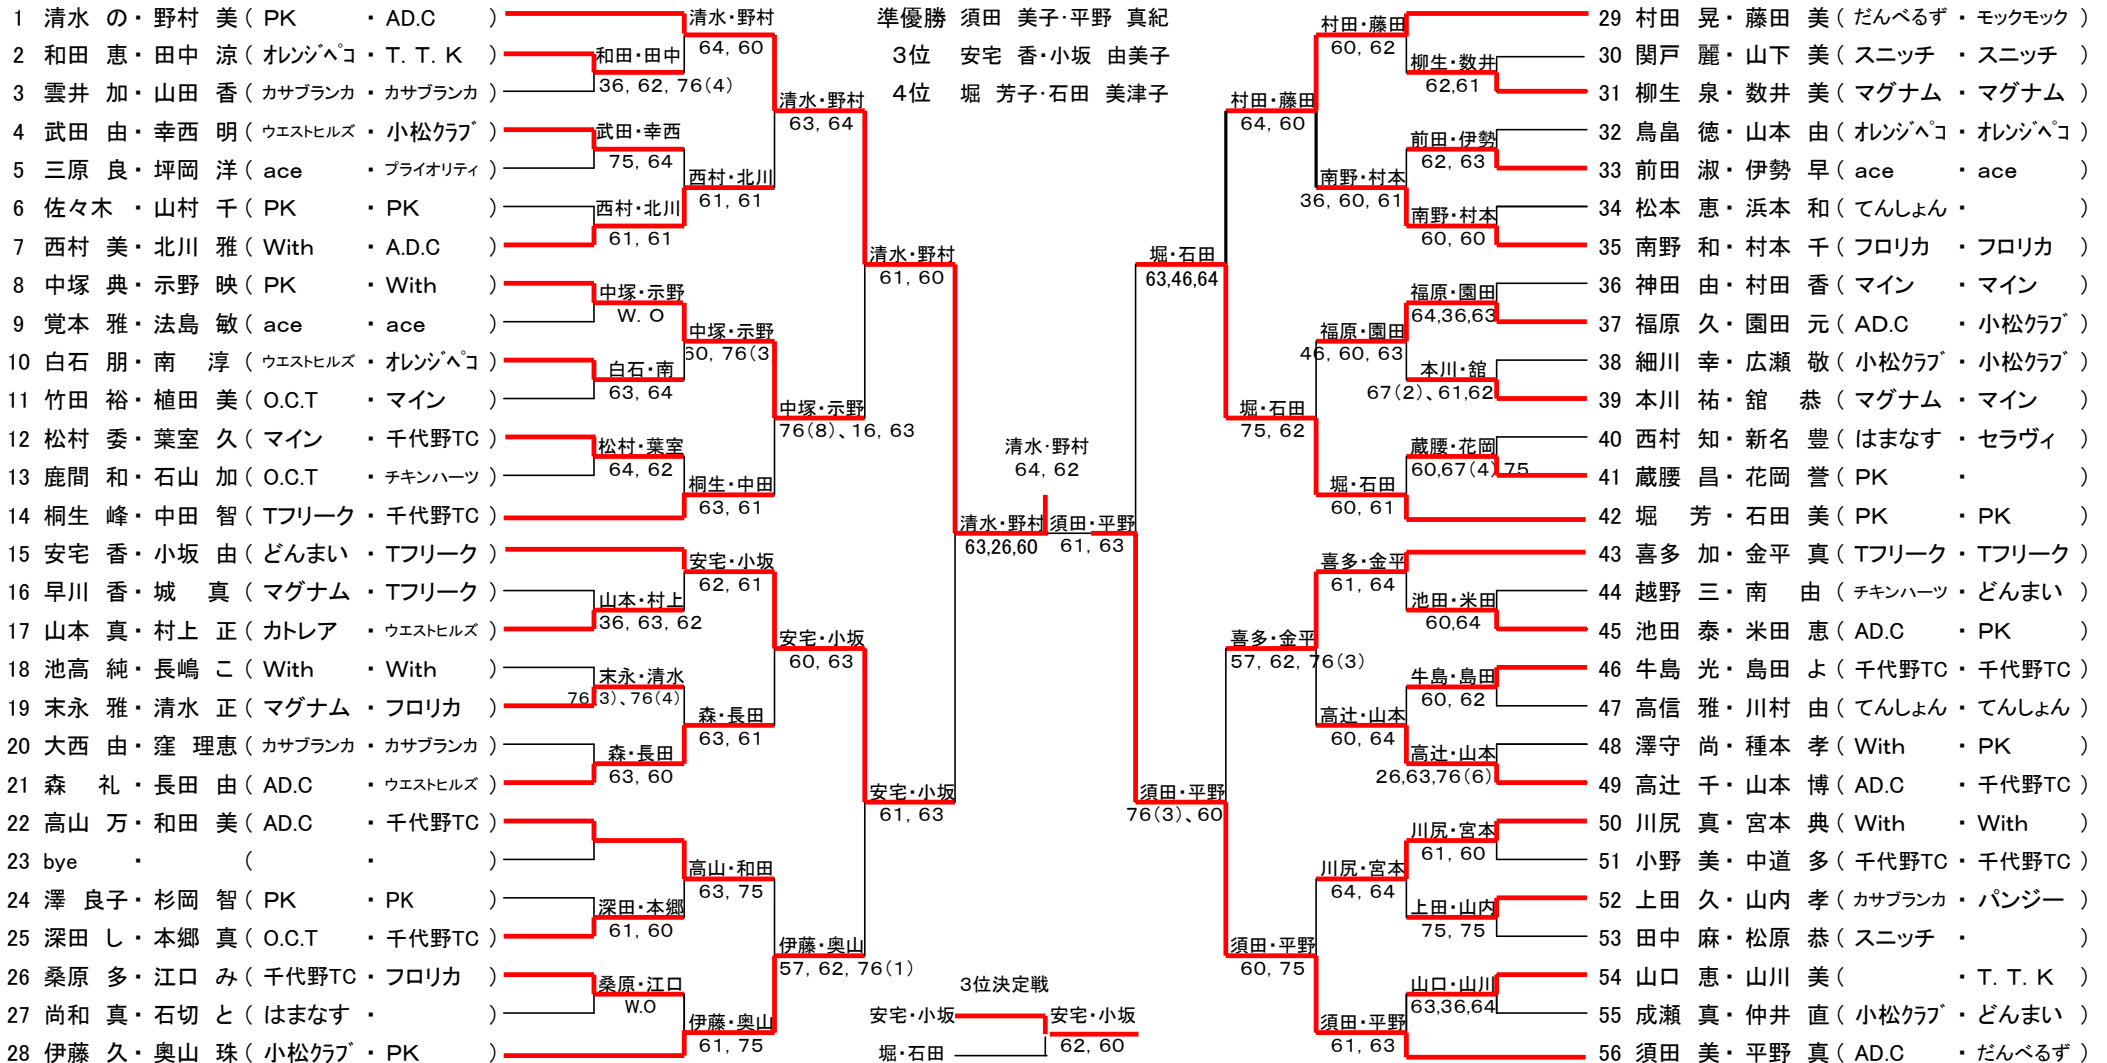 準優勝 須田 美子・平野 真紀
3位 安宅 香・小坂 由美子
4位 堀 芳子・石田 美津子
1 清水 の・野村 美 ( PK ・ AD.C )
2 和田 恵・田中 涼 ( オレンジペコ ・ T. T. K )
3 雲井 加・山田 香 ( カサブランカ ・ カサブランカ )
4 武田 由・幸西 明 ( ウエストヒルズ ・ 小松クラブ )
5 三原 良・坪岡 洋 ( ace ・ プライオリティ )
6 佐々木 ・山村 千 ( PK ・ PK )
7 西村 美・北川 雅 ( With ・ A.D.C )
8 中塚 典・示野 映 ( PK ・ With )
9 覚本 雅・法島 敏 ( ace ・ ace )
10 白石 朋・南 淳 ( ウエストヒルズ ・ オレンジペコ )
11 竹田 裕・植田 美 ( O.C.T ・ マイン )
12 松村 委・葉室 久 ( マイン ・ 千代野TC )
13 鹿間 和・石山 加 ( O.C.T ・ チキンハーツ )
14 桐生 峰・中田 智 ( Tフリーク ・ 千代野TC )
15 安宅 香・小坂 由 ( どんまい ・ Tフリーク )
16 早川 香・城 真 ( マグナム ・ Tフリーク )
17 山本 真・村上 正 ( カトレア ・ ウエストヒルズ )
18 池高 純・長嶋 こ ( With ・ With )
19 末永 雅・清水 正 ( マグナム ・ フロリカ )
20 大西 由・窪 理恵 ( カサブランカ ・ カサブランカ )
21 森 礼・長田 由 ( AD.C ・ ウエストヒルズ )
22 高山 万・和田 美 ( AD.C ・ 千代野TC )
23 bye ・ ( ・ )
24 澤 良子・杉岡 智 ( PK ・ PK )
25 深田 し・本郷 真 ( O.C.T ・ 千代野TC )
26 桑原 多・江口 み ( 千代野TC ・ フロリカ )
27 尚和 真・石切 と ( はまなす ・ )
28 伊藤 久・奥山 珠 ( 小松クラブ ・ PK )
和田・田中
36, 62, 76(4)
武田・幸西
75, 64
西村・北川
61, 61
中塚・示野
W. O
白石・南
63, 64
松村・葉室
64, 62
山本・村上
36, 63, 62
末永・清水
76(3)、76(4)
森・長田
63, 60
深田・本郷
61, 60
桑原・江口
W.O
清水・野村
64, 60
西村・北川
61, 61
中塚・示野
60, 76(3
桐生・中田
63, 61
安宅・小坂
62, 61
森・長田
63, 61
高山・和田
63, 75
伊藤・奥山
61, 75
清水・野村
63, 64
中塚・示野
76(8)、16, 63
安宅・小坂
60, 63
伊藤・奥山
57, 62, 76(1)
清水・野村
61, 60
安宅・小坂
61, 63
清水・野村
63,26,60
清水・野村
64, 62
須田・平野
61, 63
堀・石田
63,46,64
須田・平野
76(3)、60
村田・藤田
64, 60
堀・石田
75, 62
喜多・金平
57, 62, 76(3)
須田・平野
60, 75
村田・藤田
60, 62
南野・村本
36, 60, 61
福原・園田
46, 60, 63
堀・石田
60, 61
喜多・金平
61, 64
高辻・山本
60, 64
川尻・宮本
64, 64
須田・平野
61, 63
柳生・数井
62,61
前田・伊勢
62, 63
南野・村本
60, 60
福原・園田
64,36,63
本川・舘
67(2)、61,62
蔵腰・花岡
60,67(4),75
池田・米田
60,64
牛島・島田
60, 62
高辻・山本
26,63,76(6)
川尻・宮本
61, 60
上田・山内
75, 75
山口・山川
63,36,64
29 村田 晃・藤田 美 ( だんべるず ・ モックモック )
30 関戸 麗・山下 美 ( スニッチ ・ スニッチ )
31 柳生 泉・数井 美 ( マグナム ・ マグナム )
32 鳥畠 徳・山本 由 ( オレンジペコ ・ オレンジペコ )
33 前田 淑・伊勢 早 ( ace ・ ace )
34 松本 恵・浜本 和 ( てんしょん ・ )
35 南野 和・村本 千 ( フロリカ ・ フロリカ )
36 神田 由・村田 香 ( マイン ・ マイン )
37 福原 久・園田 元 ( AD.C ・ 小松クラブ )
38 細川 幸・広瀬 敬 ( 小松クラブ ・ 小松クラブ )
39 本川 祐・舘 恭 ( マグナム ・ マイン )
40 西村 知・新名 豊 ( はまなす ・ セラヴィ )
41 蔵腰 昌・花岡 誉 ( PK ・ )
42 堀 芳・石田 美 ( PK ・ PK )
43 喜多 加・金平 真 ( Tフリーク ・ Tフリーク )
44 越野 三・南 由 ( チキンハーツ ・ どんまい )
45 池田 泰・米田 恵 ( AD.C ・ PK )
46 牛島 光・島田 よ ( 千代野TC ・ 千代野TC )
47 高信 雅・川村 由 ( てんしょん ・ てんしょん )
48 澤守 尚・種本 孝 ( With ・ PK )
49 高辻 千・山本 博 ( AD.C ・ 千代野TC )
50 川尻 真・宮本 典 ( With ・ With )
51 小野 美・中道 多 ( 千代野TC ・ 千代野TC )
52 上田 久・山内 孝 ( カサブランカ ・ パンジー )
53 田中 麻・松原 恭 ( スニッチ ・ )
54 山口 恵・山川 美 ( ・ T. T. K )
55 成瀬 真・仲井 直 ( 小松クラブ ・ どんまい )
56 須田 美・平野 真 ( AD.C ・ だんべるず )
3位決定戦
安宅・小坂
堀・石田
安宅・小坂
62, 60